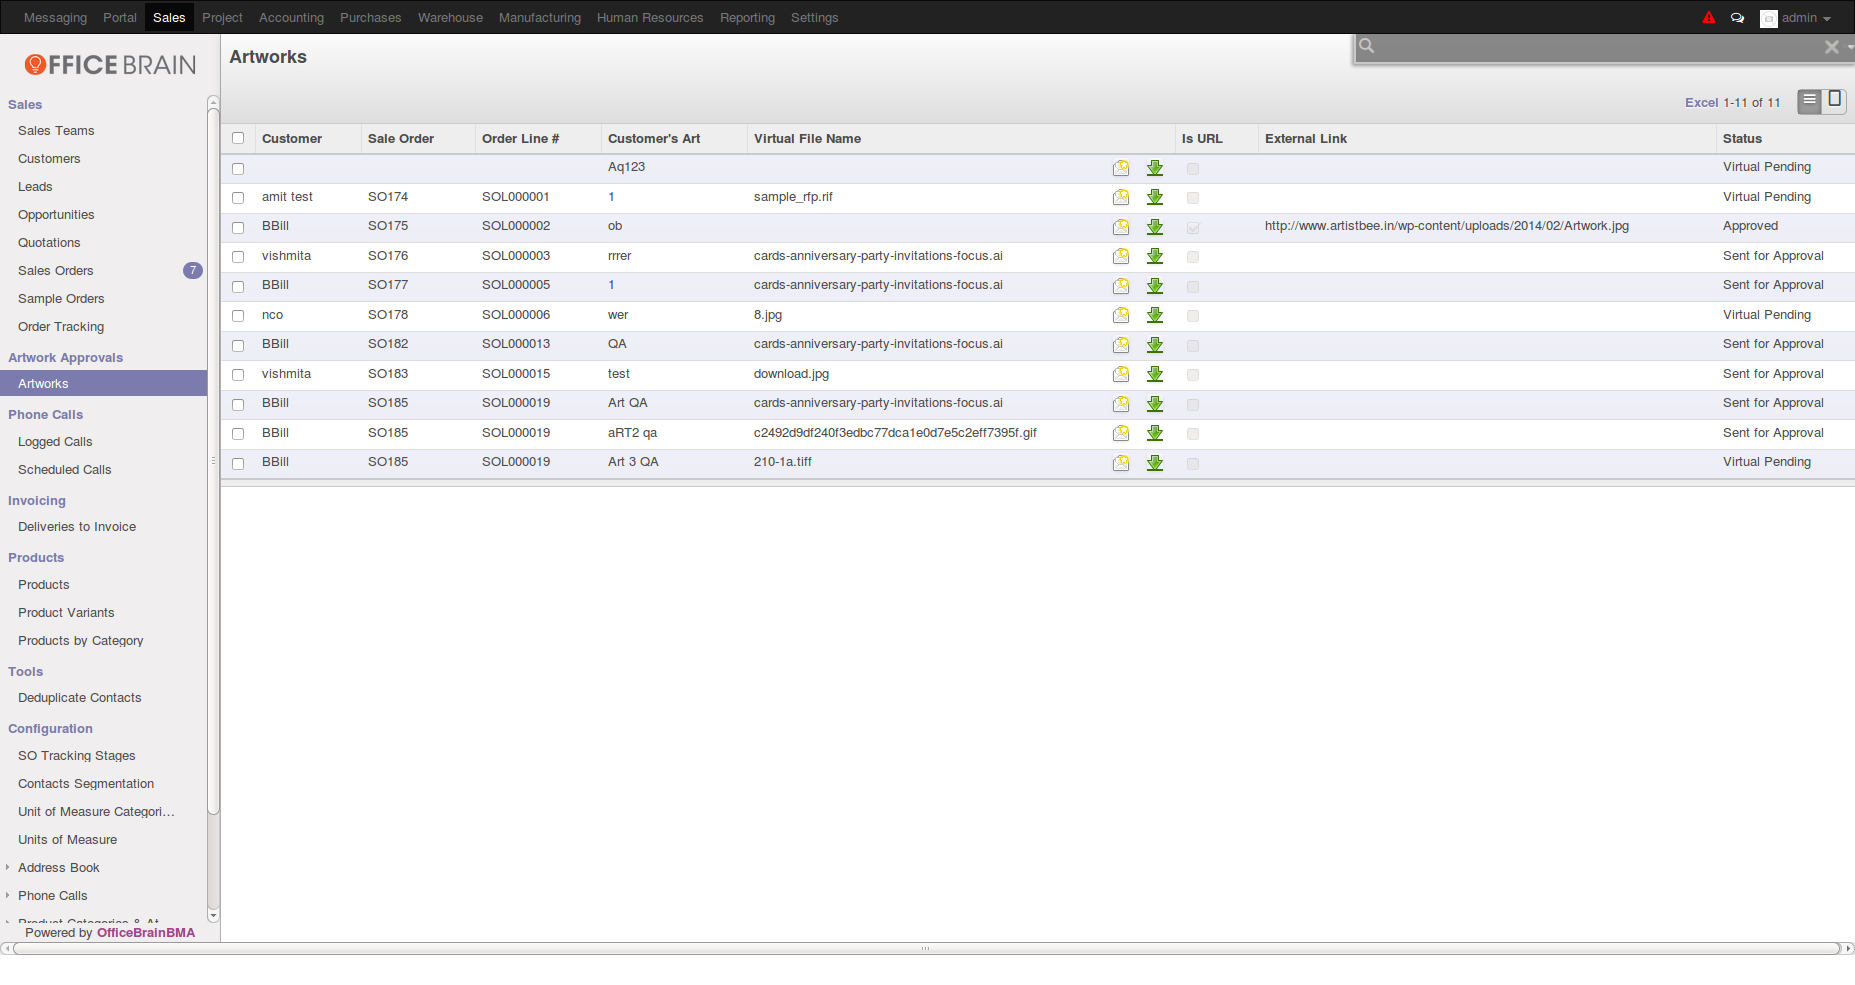 Messaging Portal Sales Project Accounting Purchases Warehouse Manufacturing Human Resources Reporting Settings admin
OFFICE BRAIN
Sales
Sales Teams
Customers
Leads
Opportunities
Quotations
Sales Orders 7
Sample Orders
Order Tracking
Artwork Approvals
Artworks
Phone Calls
Logged Calls
Scheduled Calls
Invoicing
Deliveries to Invoice
Products
Products
Product Variants
Products by Category
Tools
Deduplicate Contacts
Configuration
SO Tracking Stages
Contacts Segmentation
Unit of Measure Categori...
Units of Measure
Address Book
Phone Calls
Product Categories & At
Powered by OfficeBrainBMA
Artworks
Excel 1-11 of 11
Customer Sale Order Order Line # Customer's Art Virtual File Name Is URL External Link Status
Aq123 Virtual Pending
amit test SO174 SOL000001 1 sample_rfp.rif Virtual Pending
BBill SO175 SOL000002 ob http://www.artistbee.in/wp-content/uploads/2014/02/Artwork.jpg Approved
vishmita SO176 SOL000003 rrrer cards-anniversary-party-invitations-focus.ai Sent for Approval
BBill SO177 SOL000005 1 cards-anniversary-party-invitations-focus.ai Sent for Approval
nco SO178 SOL000006 wer 8.jpg Virtual Pending
BBill SO182 SOL000013 QA cards-anniversary-party-invitations-focus.ai Sent for Approval
vishmita SO183 SOL000015 test download.jpg Sent for Approval
BBill SO185 SOL000019 Art QA cards-anniversary-party-invitations-focus.ai Sent for Approval
BBill SO185 SOL000019 aRT2 qa c2492d9df240f3edbc77dca1e0d7e5c2eff7395f.gif Sent for Approval
BBill SO185 SOL000019 Art 3 QA 210-1a.tiff Virtual Pending